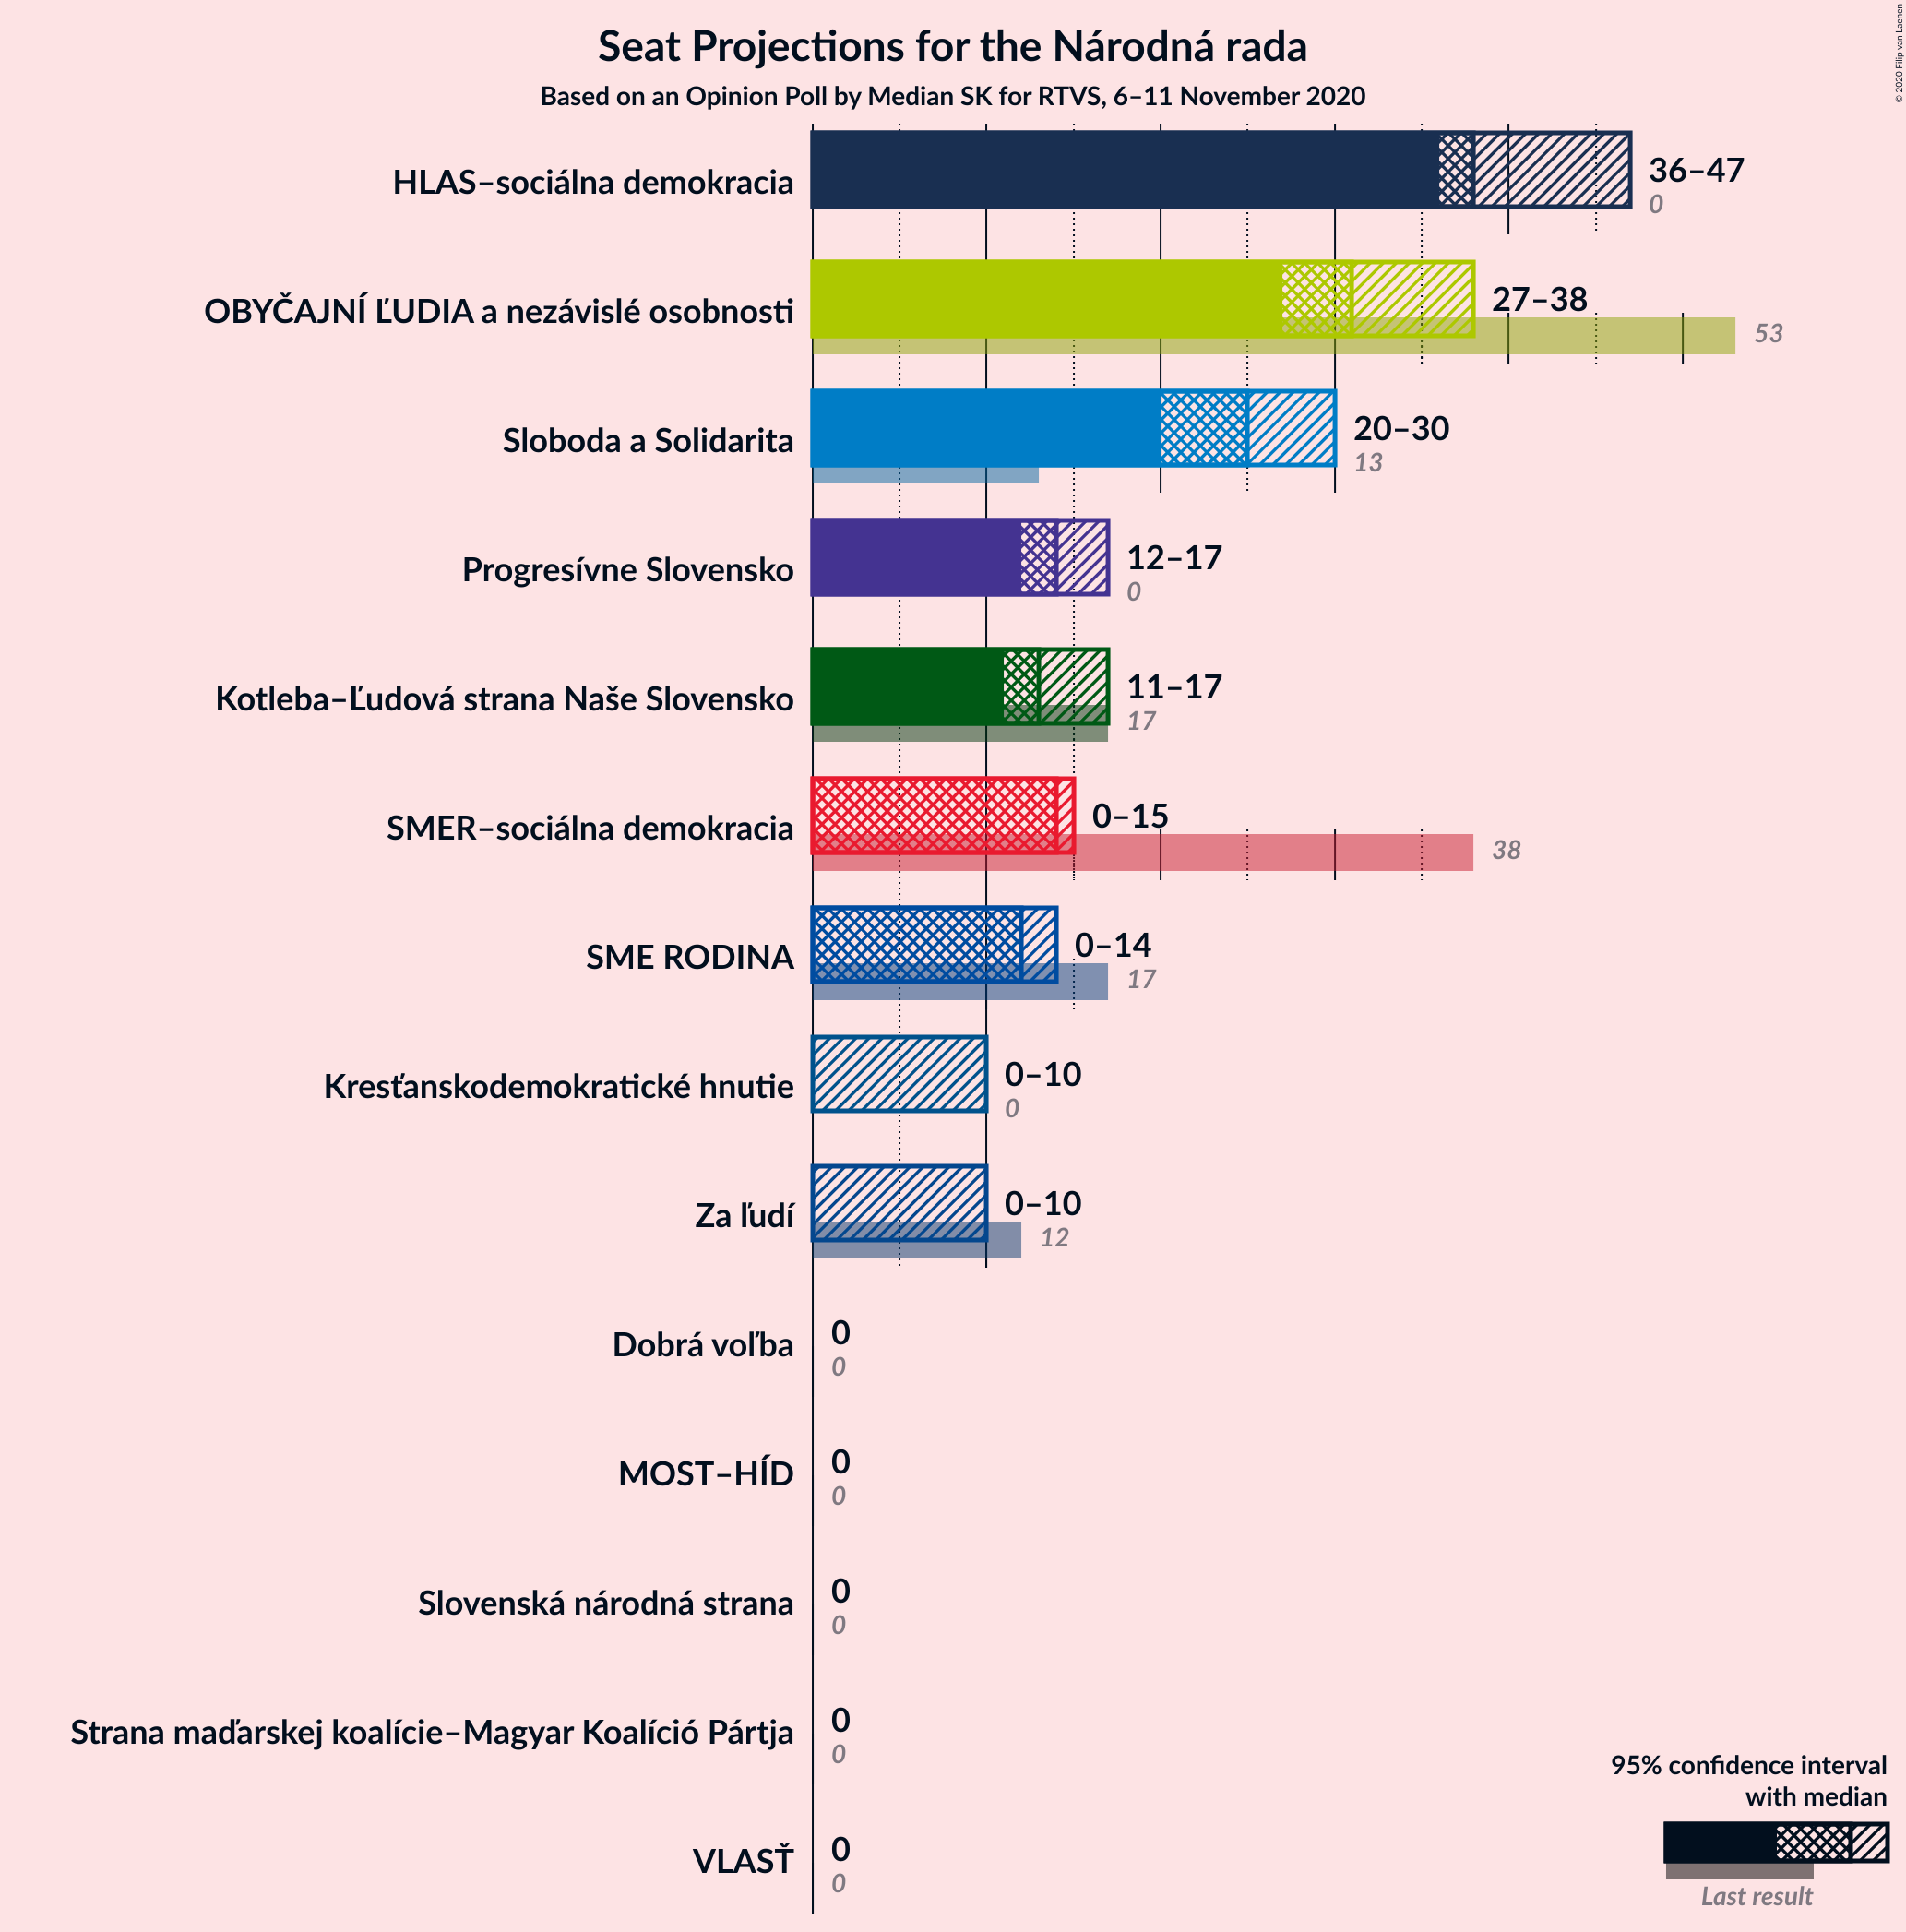 Seat Projections for the Národná rada
Based on an Opinion Poll by Median SK for RTVS, 6–11 November 2020
© 2020 Filip van Laenen
HLAS–sociálna demokracia
36–47
0
OBYČAJNÍ ĽUDIA a nezávislé osobnosti
27–38
53
Sloboda a Solidarita
20–30
13
Progresívne Slovensko
12–17
0
Kotleba–Ľudová strana Naše Slovensko
11–17
17
SMER–sociálna demokracia
0–15
38
SME RODINA
0–14
17
Kresťanskodemokratické hnutie
0–10
0
Za ľudí
0–10
12
Dobrá voľba
0
0
MOST–HÍD
0
0
Slovenská národná strana
0
0
Strana maďarskej koalície–Magyar Koalíció Pártja
0
0
VLASŤ
0
0
95% confidence interval
with median
Last result